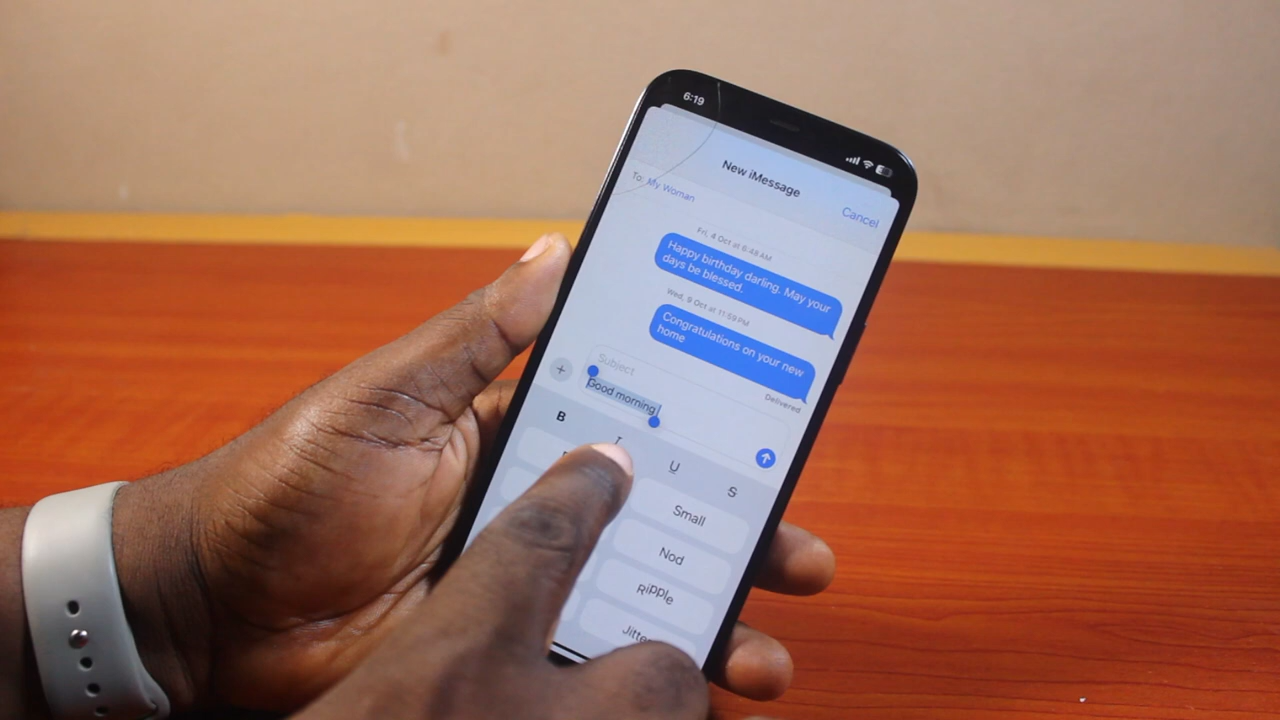 6:19
New iMessage
To: My Woman
Cancel
Fri, 4 Oct at 6:48 AM
Happy birthday darling. May your
days be blessed.
Wed, 9 Oct at 11:59 PM
Congratulations on your new
home
Delivered
Subject
Good morning
B
I
U
S
Small
Nod
Ripple
Jitter